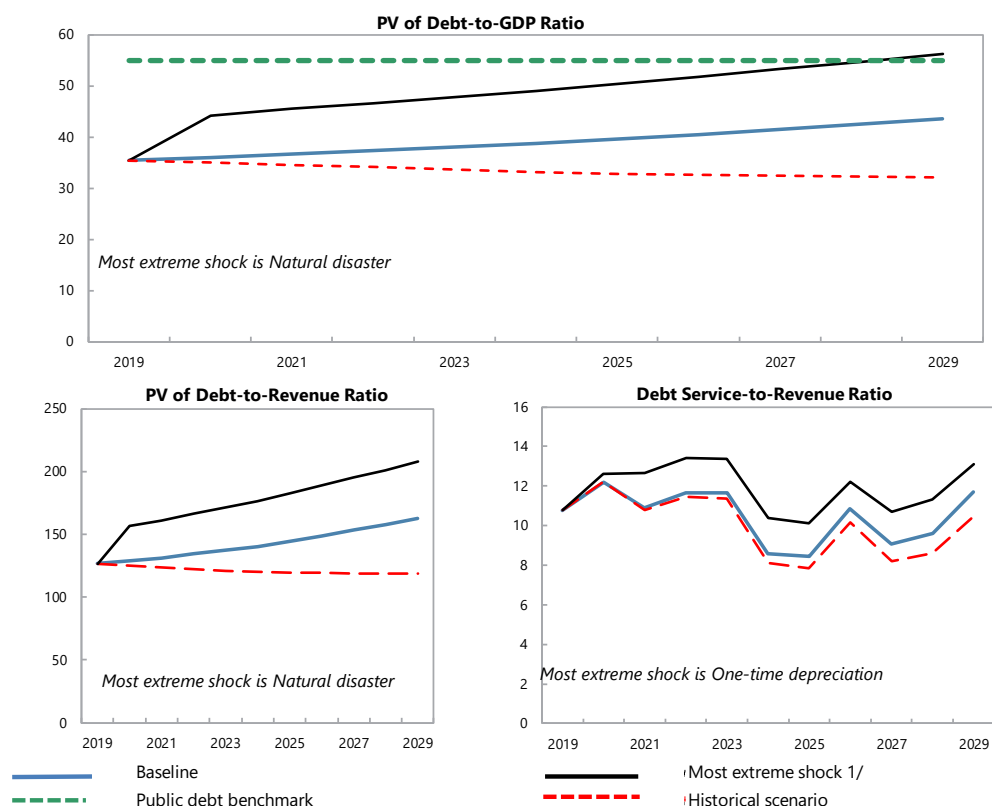 PV of Debt-to-GDP Ratio
60
50
40
30
20
10
0
Most extreme shock is Natural disaster
2019 2021 2023 2025 2027 2029
PV of Debt-to-Revenue Ratio
250
200
150
100
50
0
Most extreme shock is Natural disaster
2019 2021 2023 2025 2027 2029
Debt Service-to-Revenue Ratio
16
14
12
10
8
6
4
2
0
Most extreme shock is One-time depreciation
2019 2021 2023 2025 2027 2029
Baseline
Most extreme shock 1/
Public debt benchmark
Historical scenario